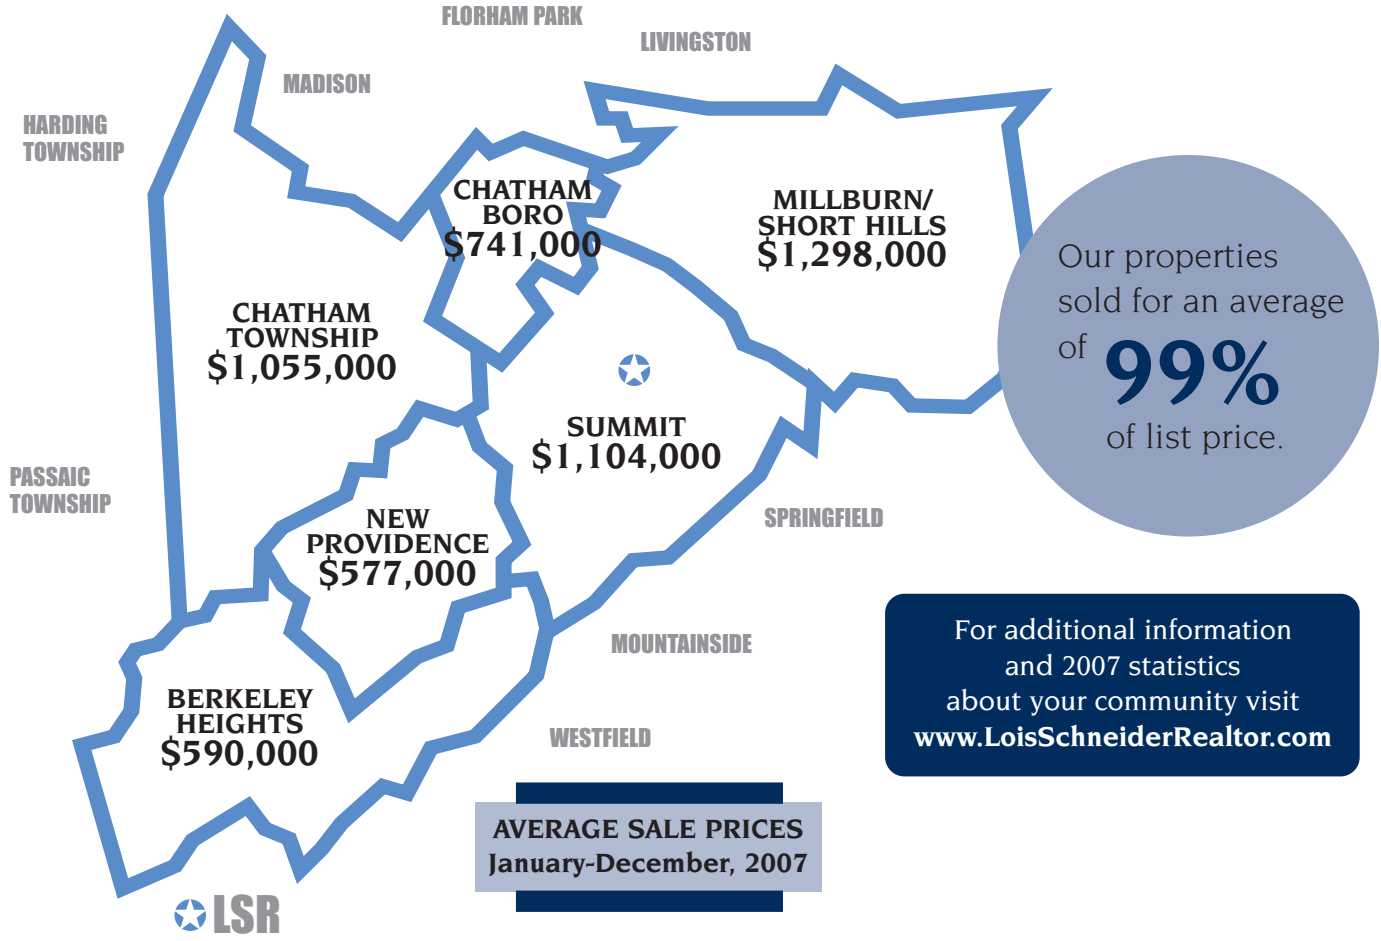 FLORHAM PARK
LIVINGSTON
MADISON
HARDING
TOWNSHIP
CHATHAM
BORO
$741,000
MILLBURN/
SHORT HILLS
$1,298,000
Our properties
sold for an average
of 99%
of list price.
CHATHAM
TOWNSHIP
$1,055,000
SUMMIT
$1,104,000
PASSAIC
TOWNSHIP
NEW
PROVIDENCE
$577,000
SPRINGFIELD
MOUNTAINSIDE
For additional information
and 2007 statistics
about your community visit
www.LoisSchneiderRealtor.com
BERKELEY
HEIGHTS
$590,000
WESTFIELD
AVERAGE SALE PRICES
January-December, 2007
LSR